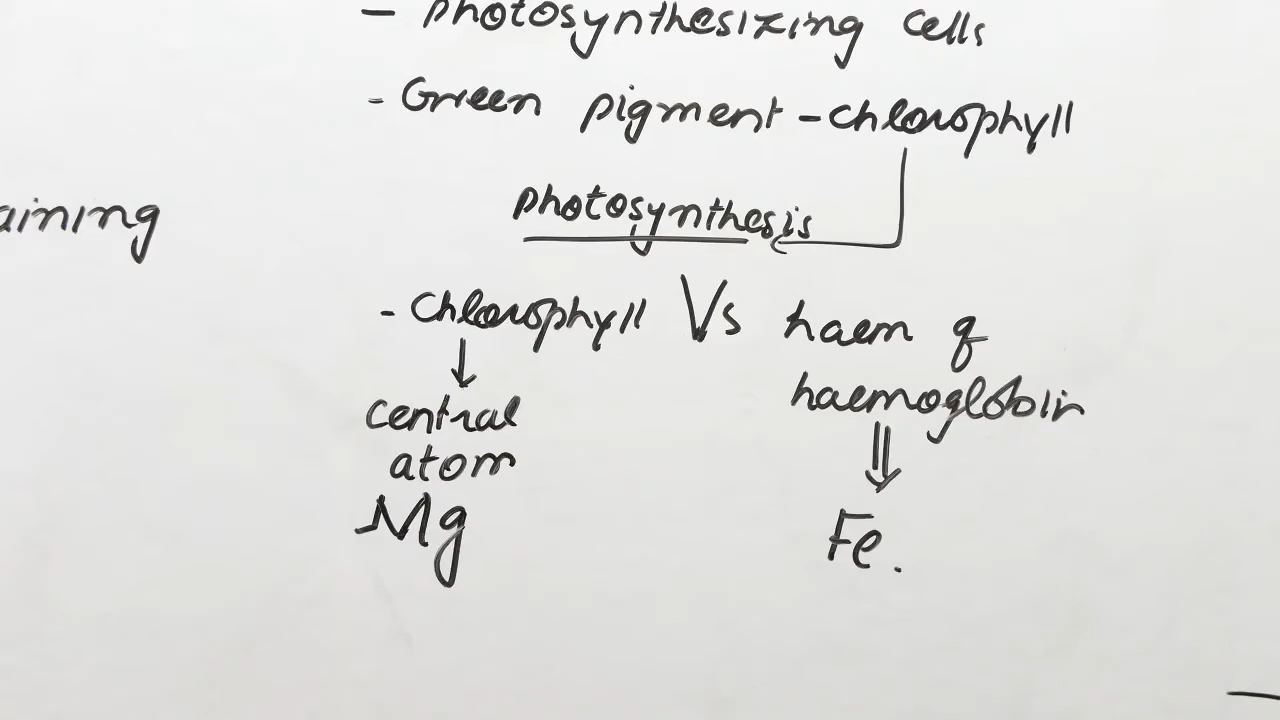 - Photosynthesizing cells
- Green pigment - chlorophyll
aining
photosynthesis
- Chlorophyll Vs haem of
haemoglobin
↓ ⇓
central
atom
Mg Fe.